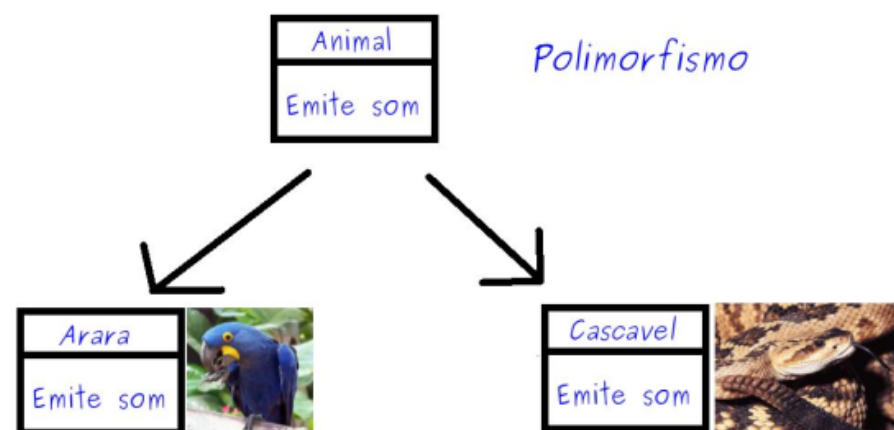 Animal
Polimorfismo
Emite som
Arara
Cascavel
Emite som
Emite som